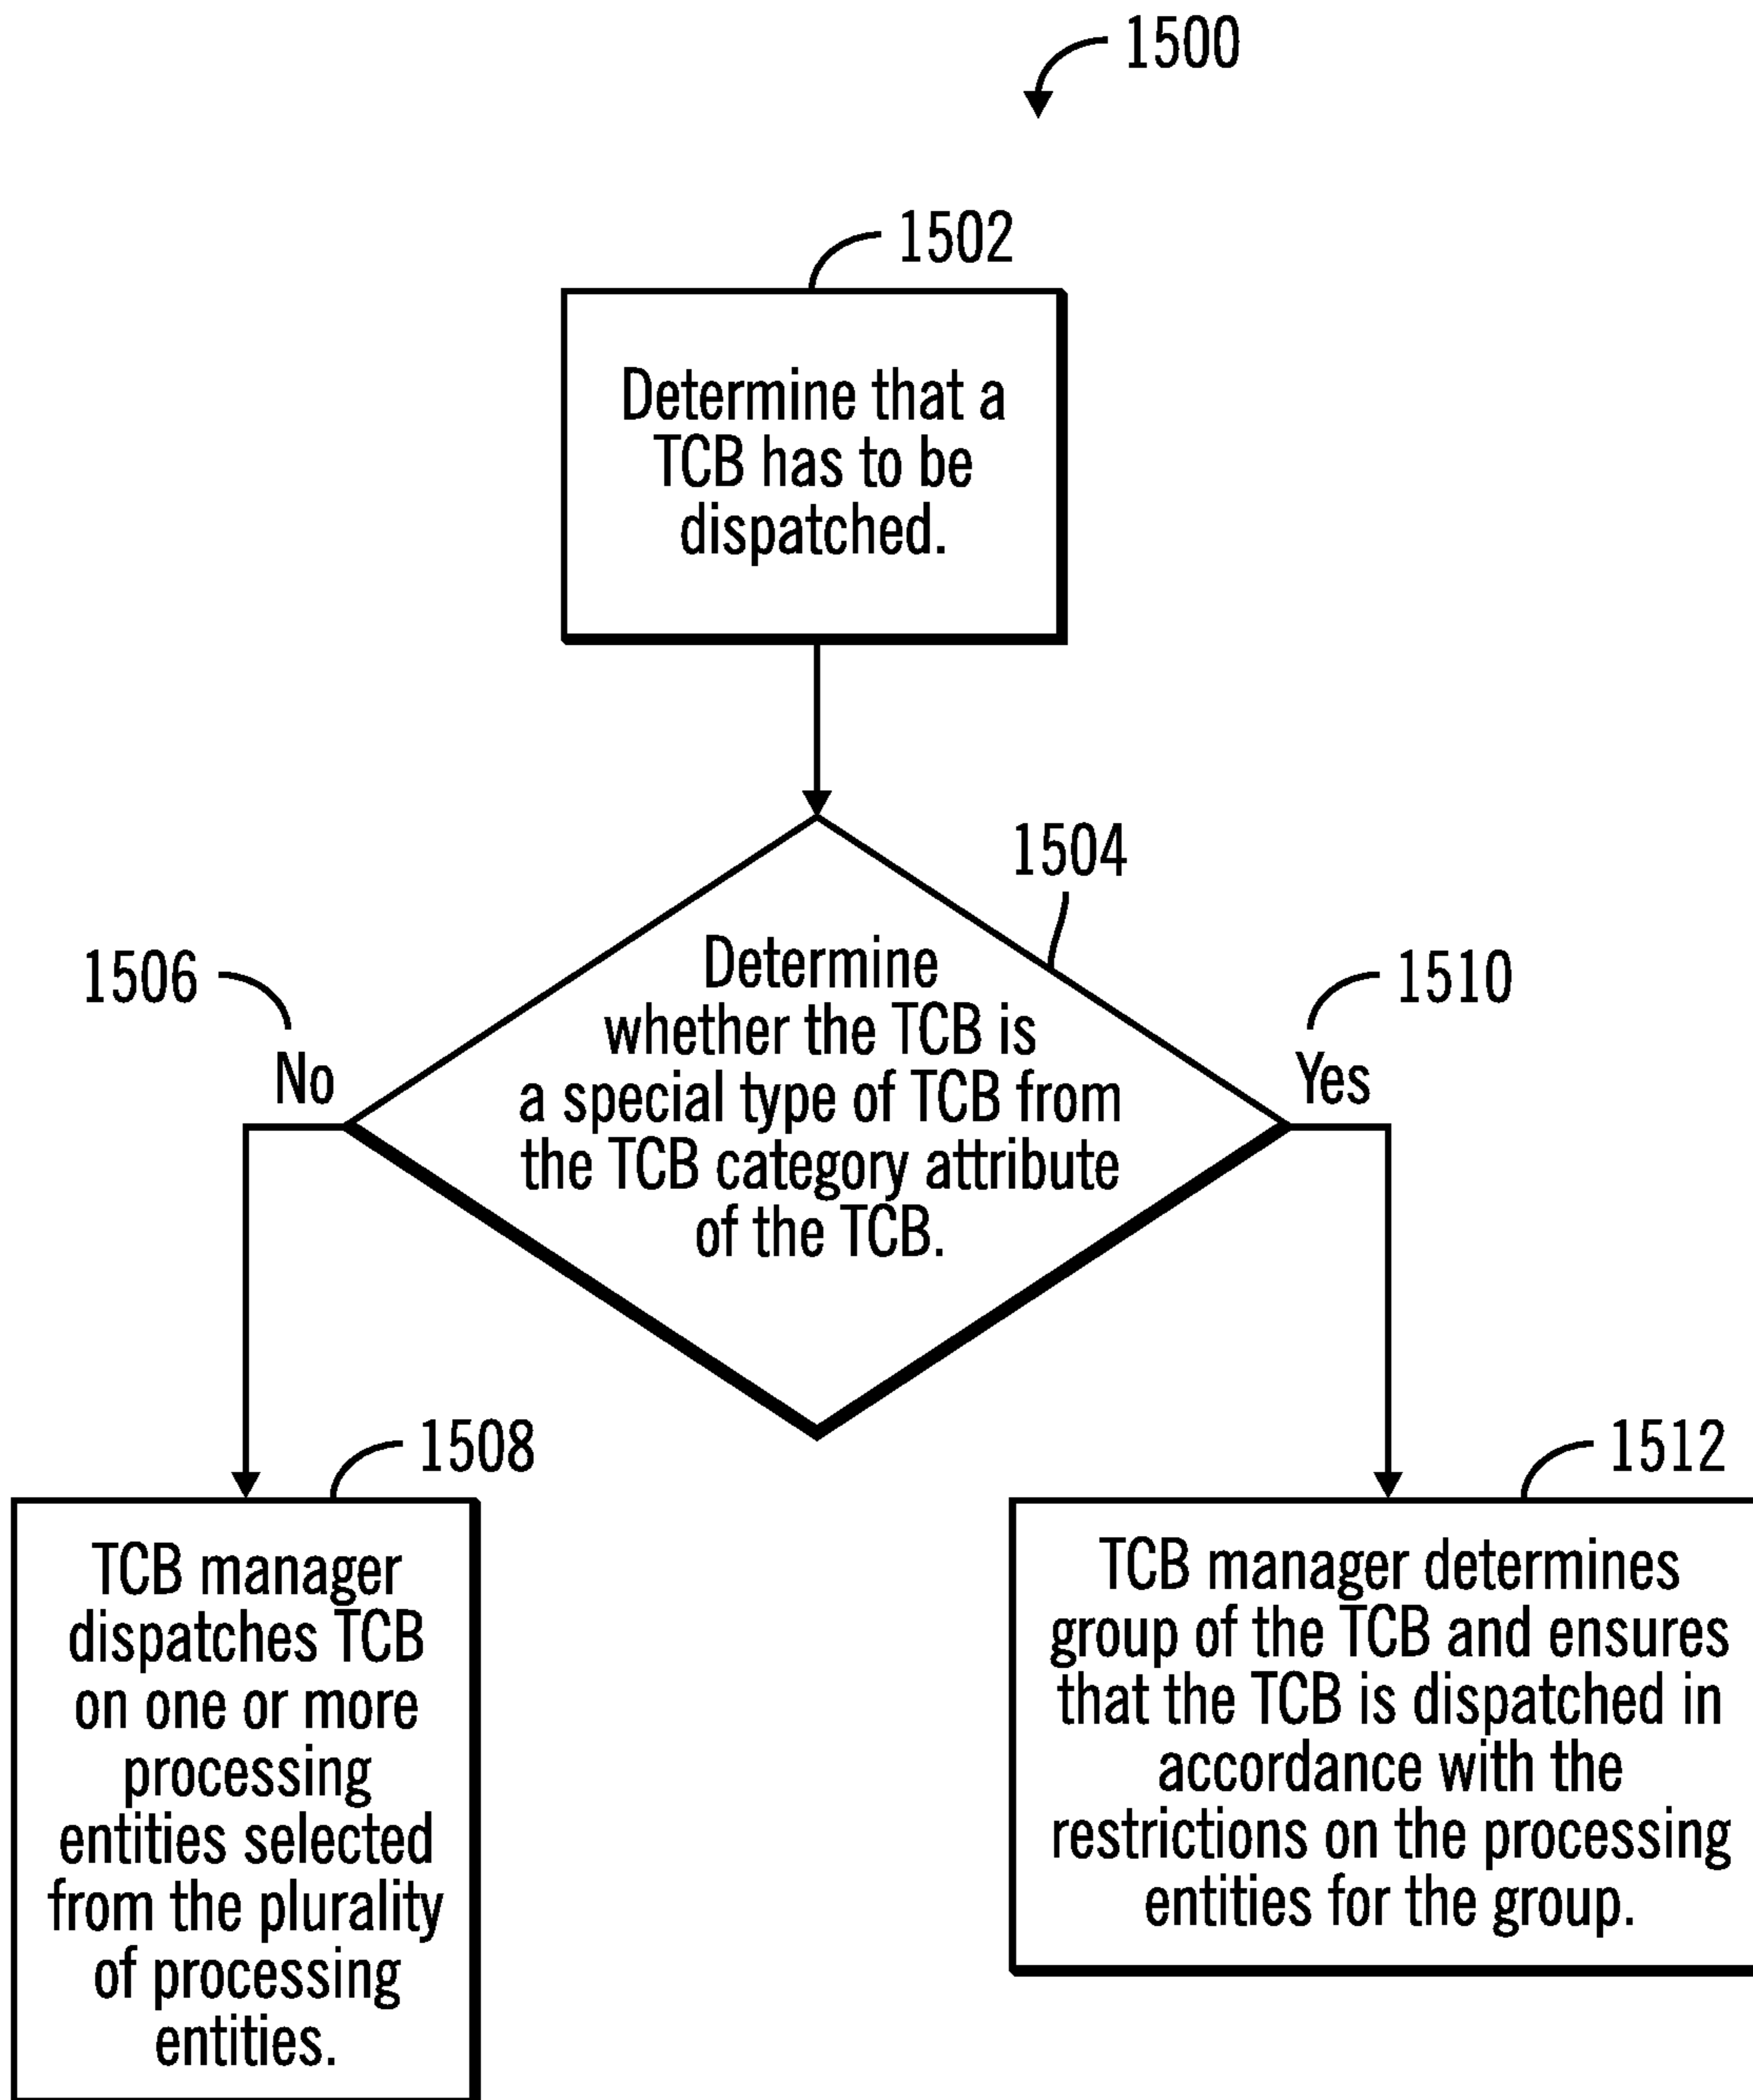 1500
1502
Determine that a
TCB has to be
dispatched.
1504
Determine
whether the TCB is
a special type of TCB from
the TCB category attribute
of the TCB.
1506
No
1510
Yes
1508
TCB manager
dispatches TCB
on one or more
processing
entities selected
from the plurality
of processing
entities.
1512
TCB manager determines
group of the TCB and ensures
that the TCB is dispatched in
accordance with the
restrictions on the processing
entities for the group.